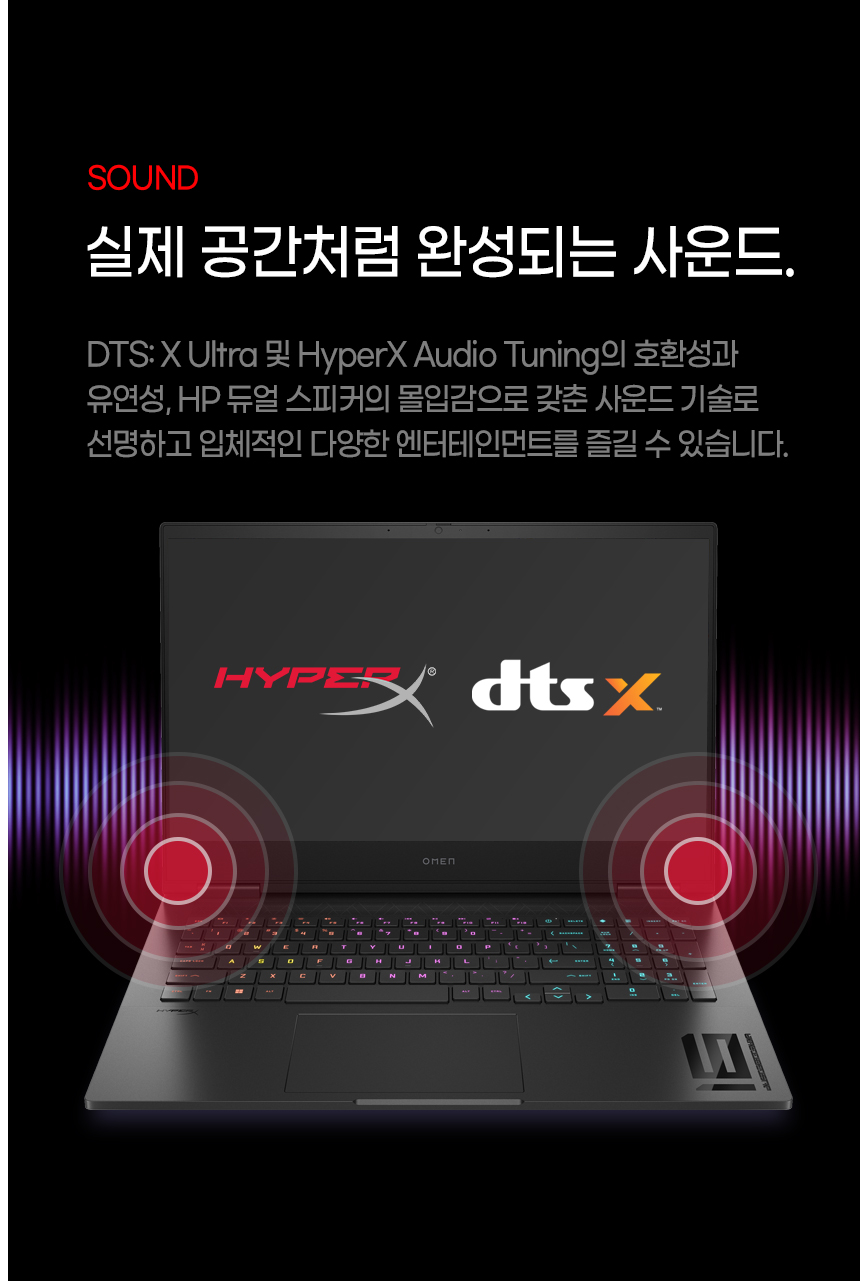 SOUND
실제 공간처럼 완성되는 사운드.
DTS: X Ultra 및 HyperX Audio Tuning의 호환성과
유연성, HP 듀얼 스피커의 몰입감으로 갖춘 사운드 기술로
선명하고 입체적인 다양한 엔터테인먼트를 즐길 수 있습니다.
HYPERX® dts x™
OMEN
Q W E R T Y U I O P
A S D F G H J K L
Z X C V B N M